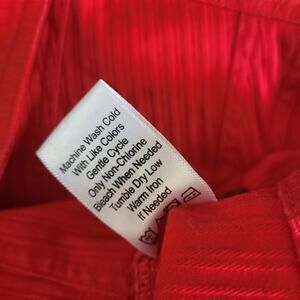 Machine Wash Cold
With Like Colors
Gentle Cycle
Only Non-Chlorine
Bleach When Needed
Tumble Dry Low
Warm Iron
If Needed